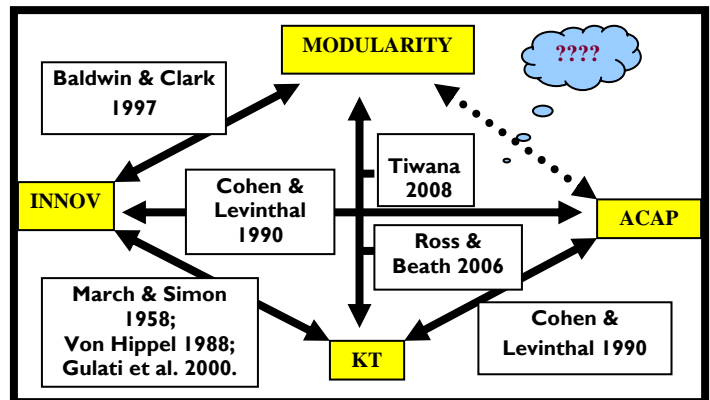 MODULARITY
????
Baldwin & Clark
1997
Tiwana
2008
Cohen &
Levinthal
1990
INNOV
ACAP
Ross &
Beath 2006
March & Simon
1958;
Von Hippel 1988;
Gulati et al. 2000.
Cohen &
Levinthal 1990
KT